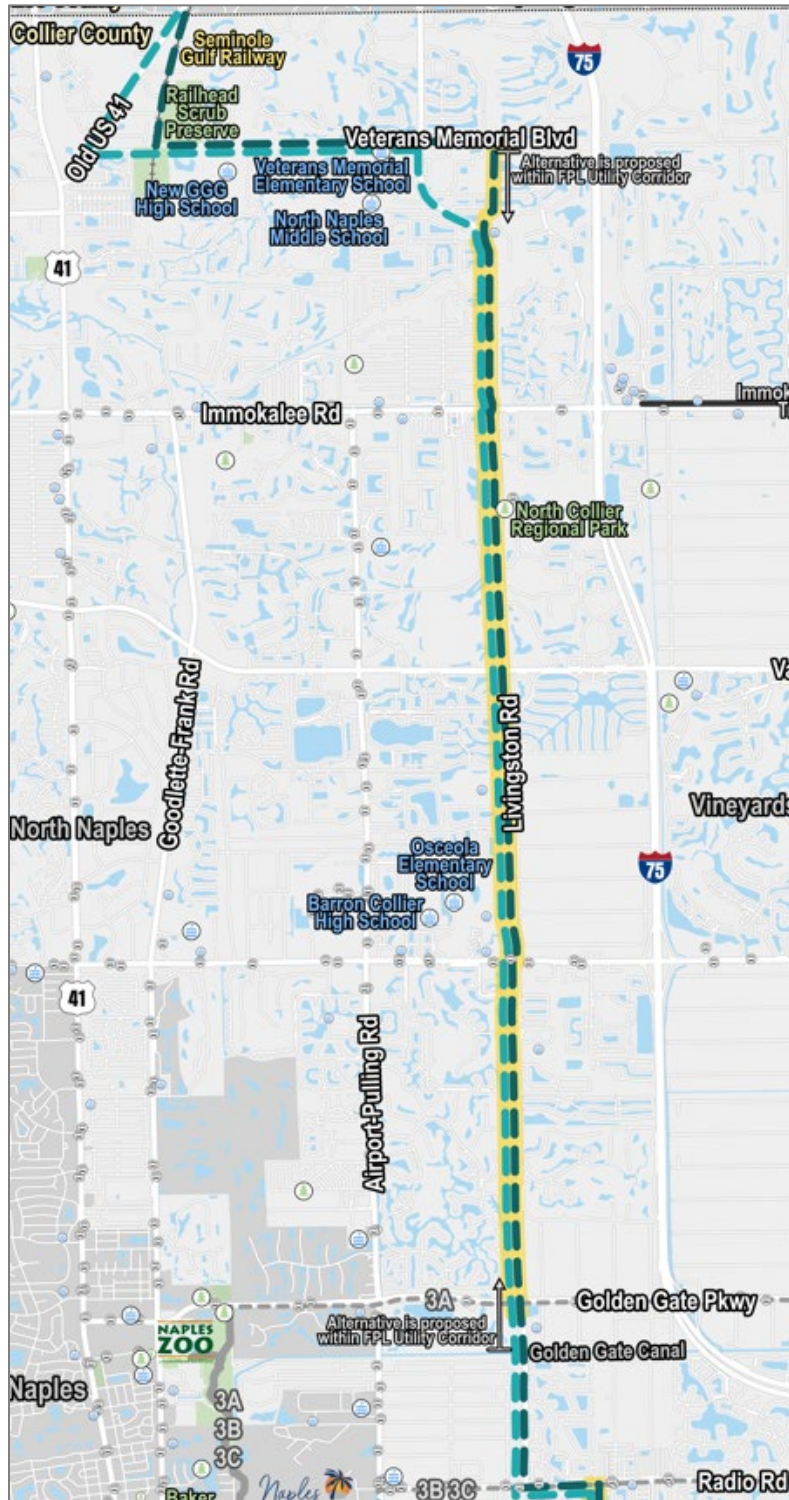 Collier County
Seminole
Gulf Railway
75
Old US 41
Railhead
Scrub
Preserve
Veterans Memorial Blvd
Alternative is proposed
within FPL Utility Corridor
New GGG
High School
Veterans Memorial
Elementary School
North Naples
Middle School
41
Immokalee Rd
North Collier
Regional Park
Goodlette-Frank Rd
Livingston Rd
North Naples
Vineyards
Osceola
Elementary
School
75
Barron Collier
High School
41
Airport-Pulling Rd
3A
Golden Gate Pkwy
Alternative is proposed
within FPL Utility Corridor
NAPLES
ZOO
Golden Gate Canal
Naples
3A
3B
3C
Naples
3B 3C
Radio Rd
Baker